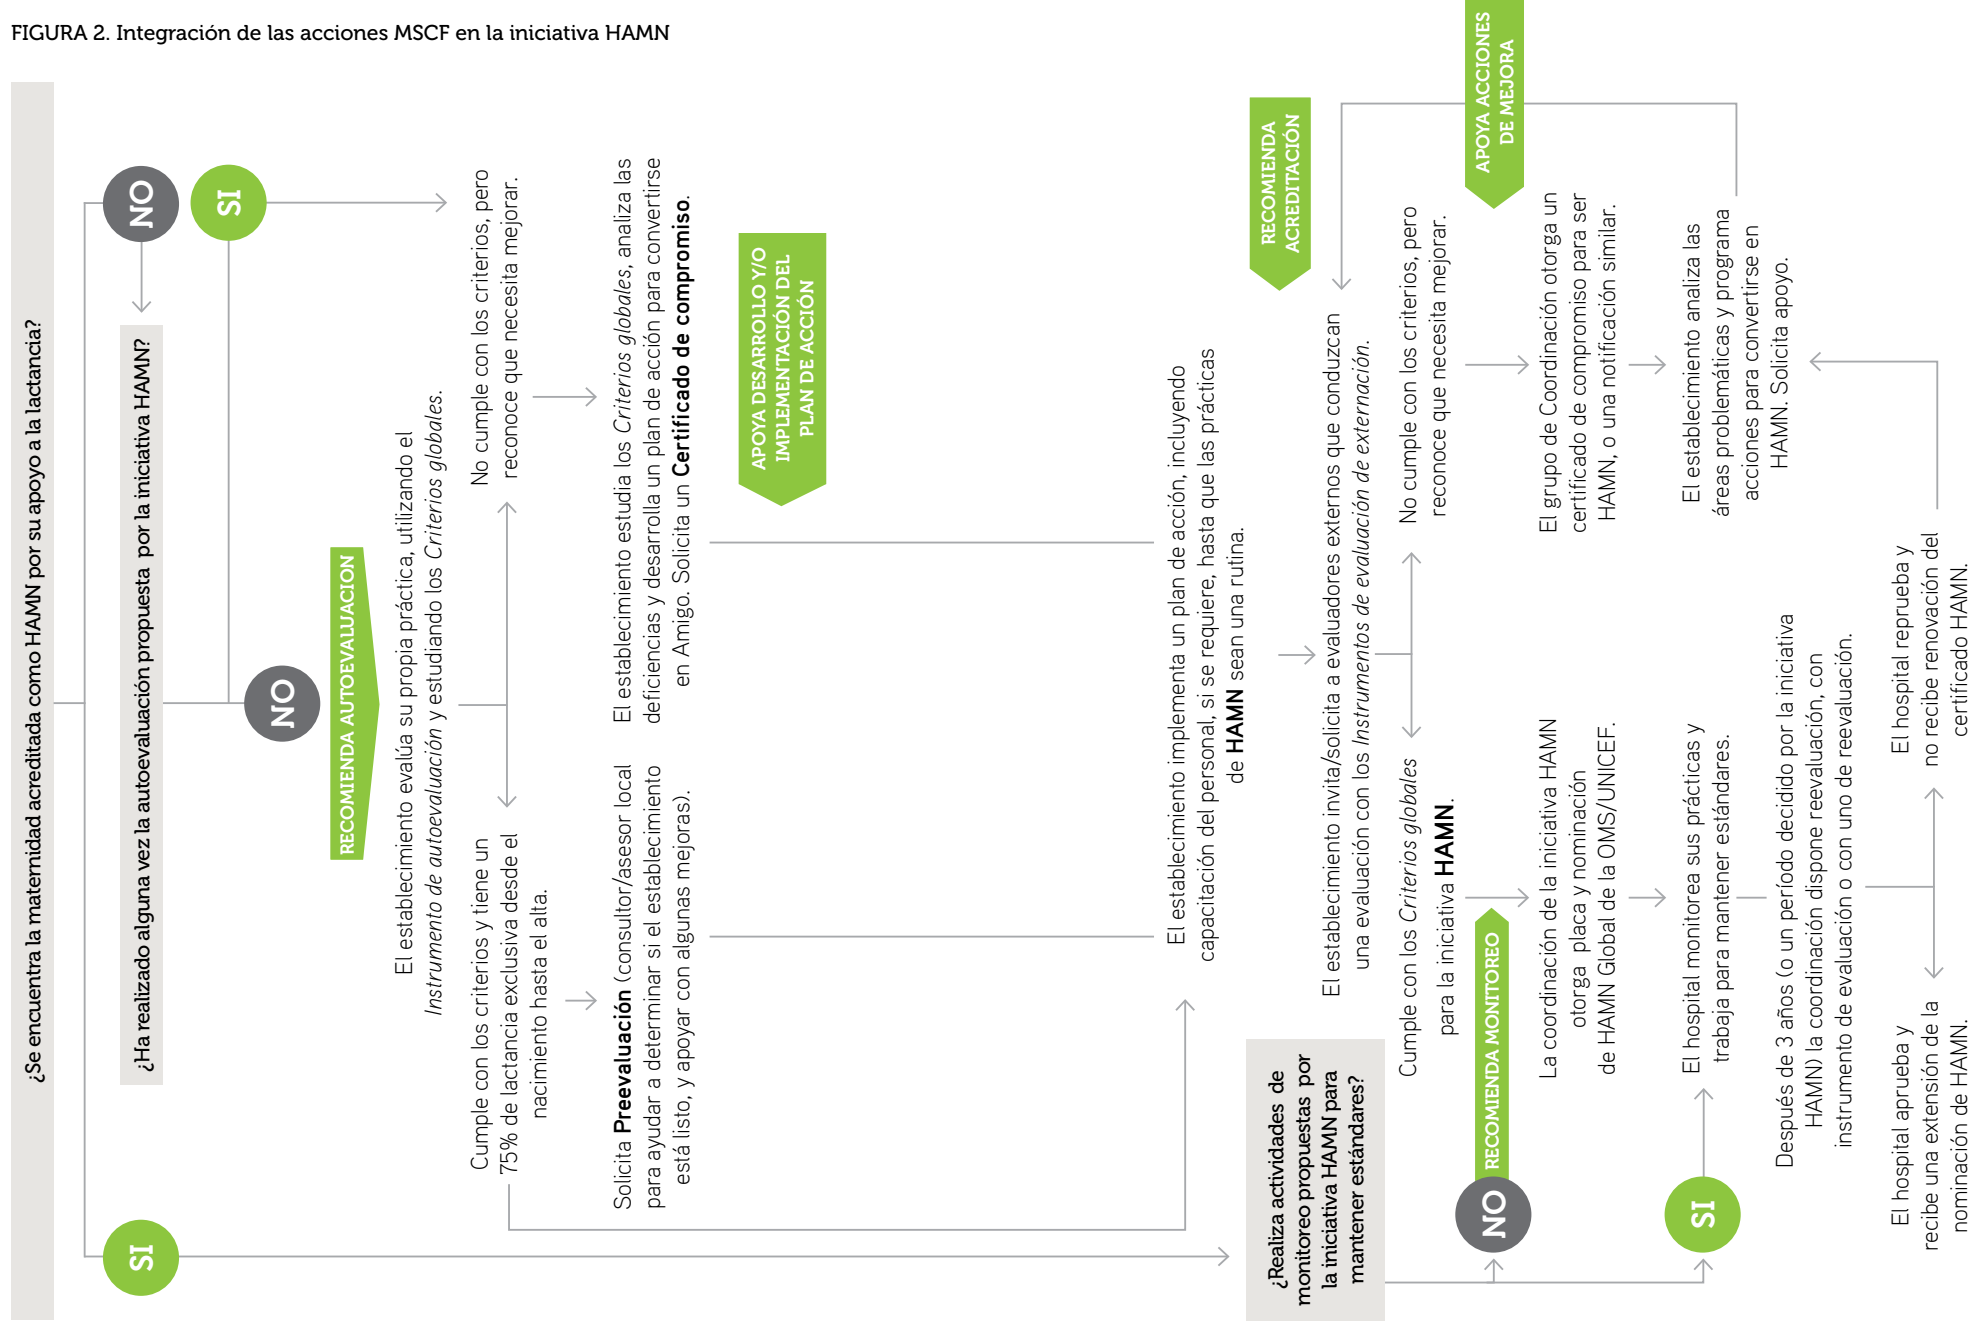 FIGURA 2. Integración de las acciones MSCF en la iniciativa HAMN
¿Se encuentra la maternidad acreditada como HAMN por su apoyo a la lactancia?
SI
NO
¿Ha realizado alguna vez la autoevaluación propuesta por la iniciativa HAMN?
SI
NO
RECOMIENDA AUTOEVALUACION
El establecimiento evalúa su propia práctica, utilizando el
Instrumento de autoevaluación y estudiando los Criterios globales.
Cumple con los criterios y tiene un
75% de lactancia exclusiva desde el
nacimiento hasta el alta.
No cumple con los criterios, pero
reconoce que necesita mejorar.
Solicita Preevaluación (consultor/asesor local
para ayudar a determinar si el establecimiento
está listo, y apoyar con algunas mejoras).
El establecimiento estudia los Criterios globales, analiza las
deficiencias y desarrolla un plan de acción para convertirse
en Amigo. Solicita un Certificado de compromiso.
APOYA DESARROLLO Y/O
IMPLEMENTACIÓN DEL
PLAN DE ACCIÓN
El establecimiento implementa un plan de acción, incluyendo
capacitación del personal, si se requiere, hasta que las prácticas
de HAMN sean una rutina.
RECOMIENDA
ACREDITACIÓN
¿Realiza actividades de
monitoreo propuestas por
la iniciativa HAMN para
mantener estándares?
El establecimiento invita/solicita a evaluadores externos que conduzcan
una evaluación con los Instrumentos de evaluación de externación.
Cumple con los Criterios globales
para la iniciativa HAMN.
No cumple con los criterios, pero
reconoce que necesita mejorar.
APOYA ACCIONES
DE MEJORA
NO
RECOMIENDA MONITOREO
La coordinación de la iniciativa HAMN
otorga placa y nominación
de HAMN Global de la OMS/UNICEF.
El grupo de Coordinación otorga un
certificado de compromiso para ser
HAMN, o una notificación similar.
SI
El hospital monitorea sus prácticas y
trabaja para mantener estándares.
El establecimiento analiza las
áreas problemáticas y programa
acciones para convertirse en
HAMN. Solicita apoyo.
Después de 3 años (o un período decidido por la iniciativa
HAMN) la coordinación dispone reevaluación, con
instrumento de evaluación o con uno de reevaluación.
El hospital aprueba y
recibe una extensión de la
nominación de HAMN.
El hospital reprueba y
no recibe renovación del
certificado HAMN.